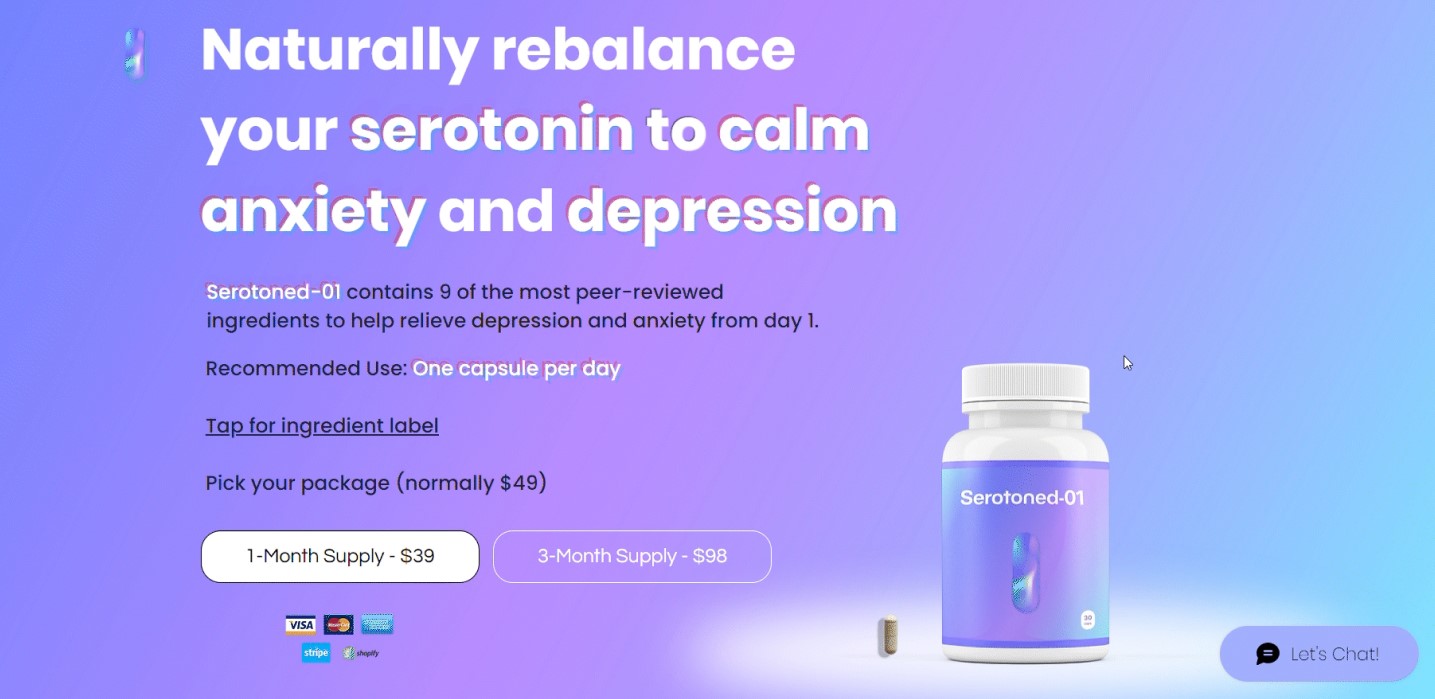 Naturally rebalance
your serotonin to calm
anxiety and depression
Serotoned-01 contains 9 of the most peer-reviewed
ingredients to help relieve depression and anxiety from day 1.
Recommended Use: One capsule per day
Tap for ingredient label
Pick your package (normally $49)
1-Month Supply - $39
3-Month Supply - $98
VISA
MasterCard
stripe
shopify
Serotoned-01
30
Let's Chat!